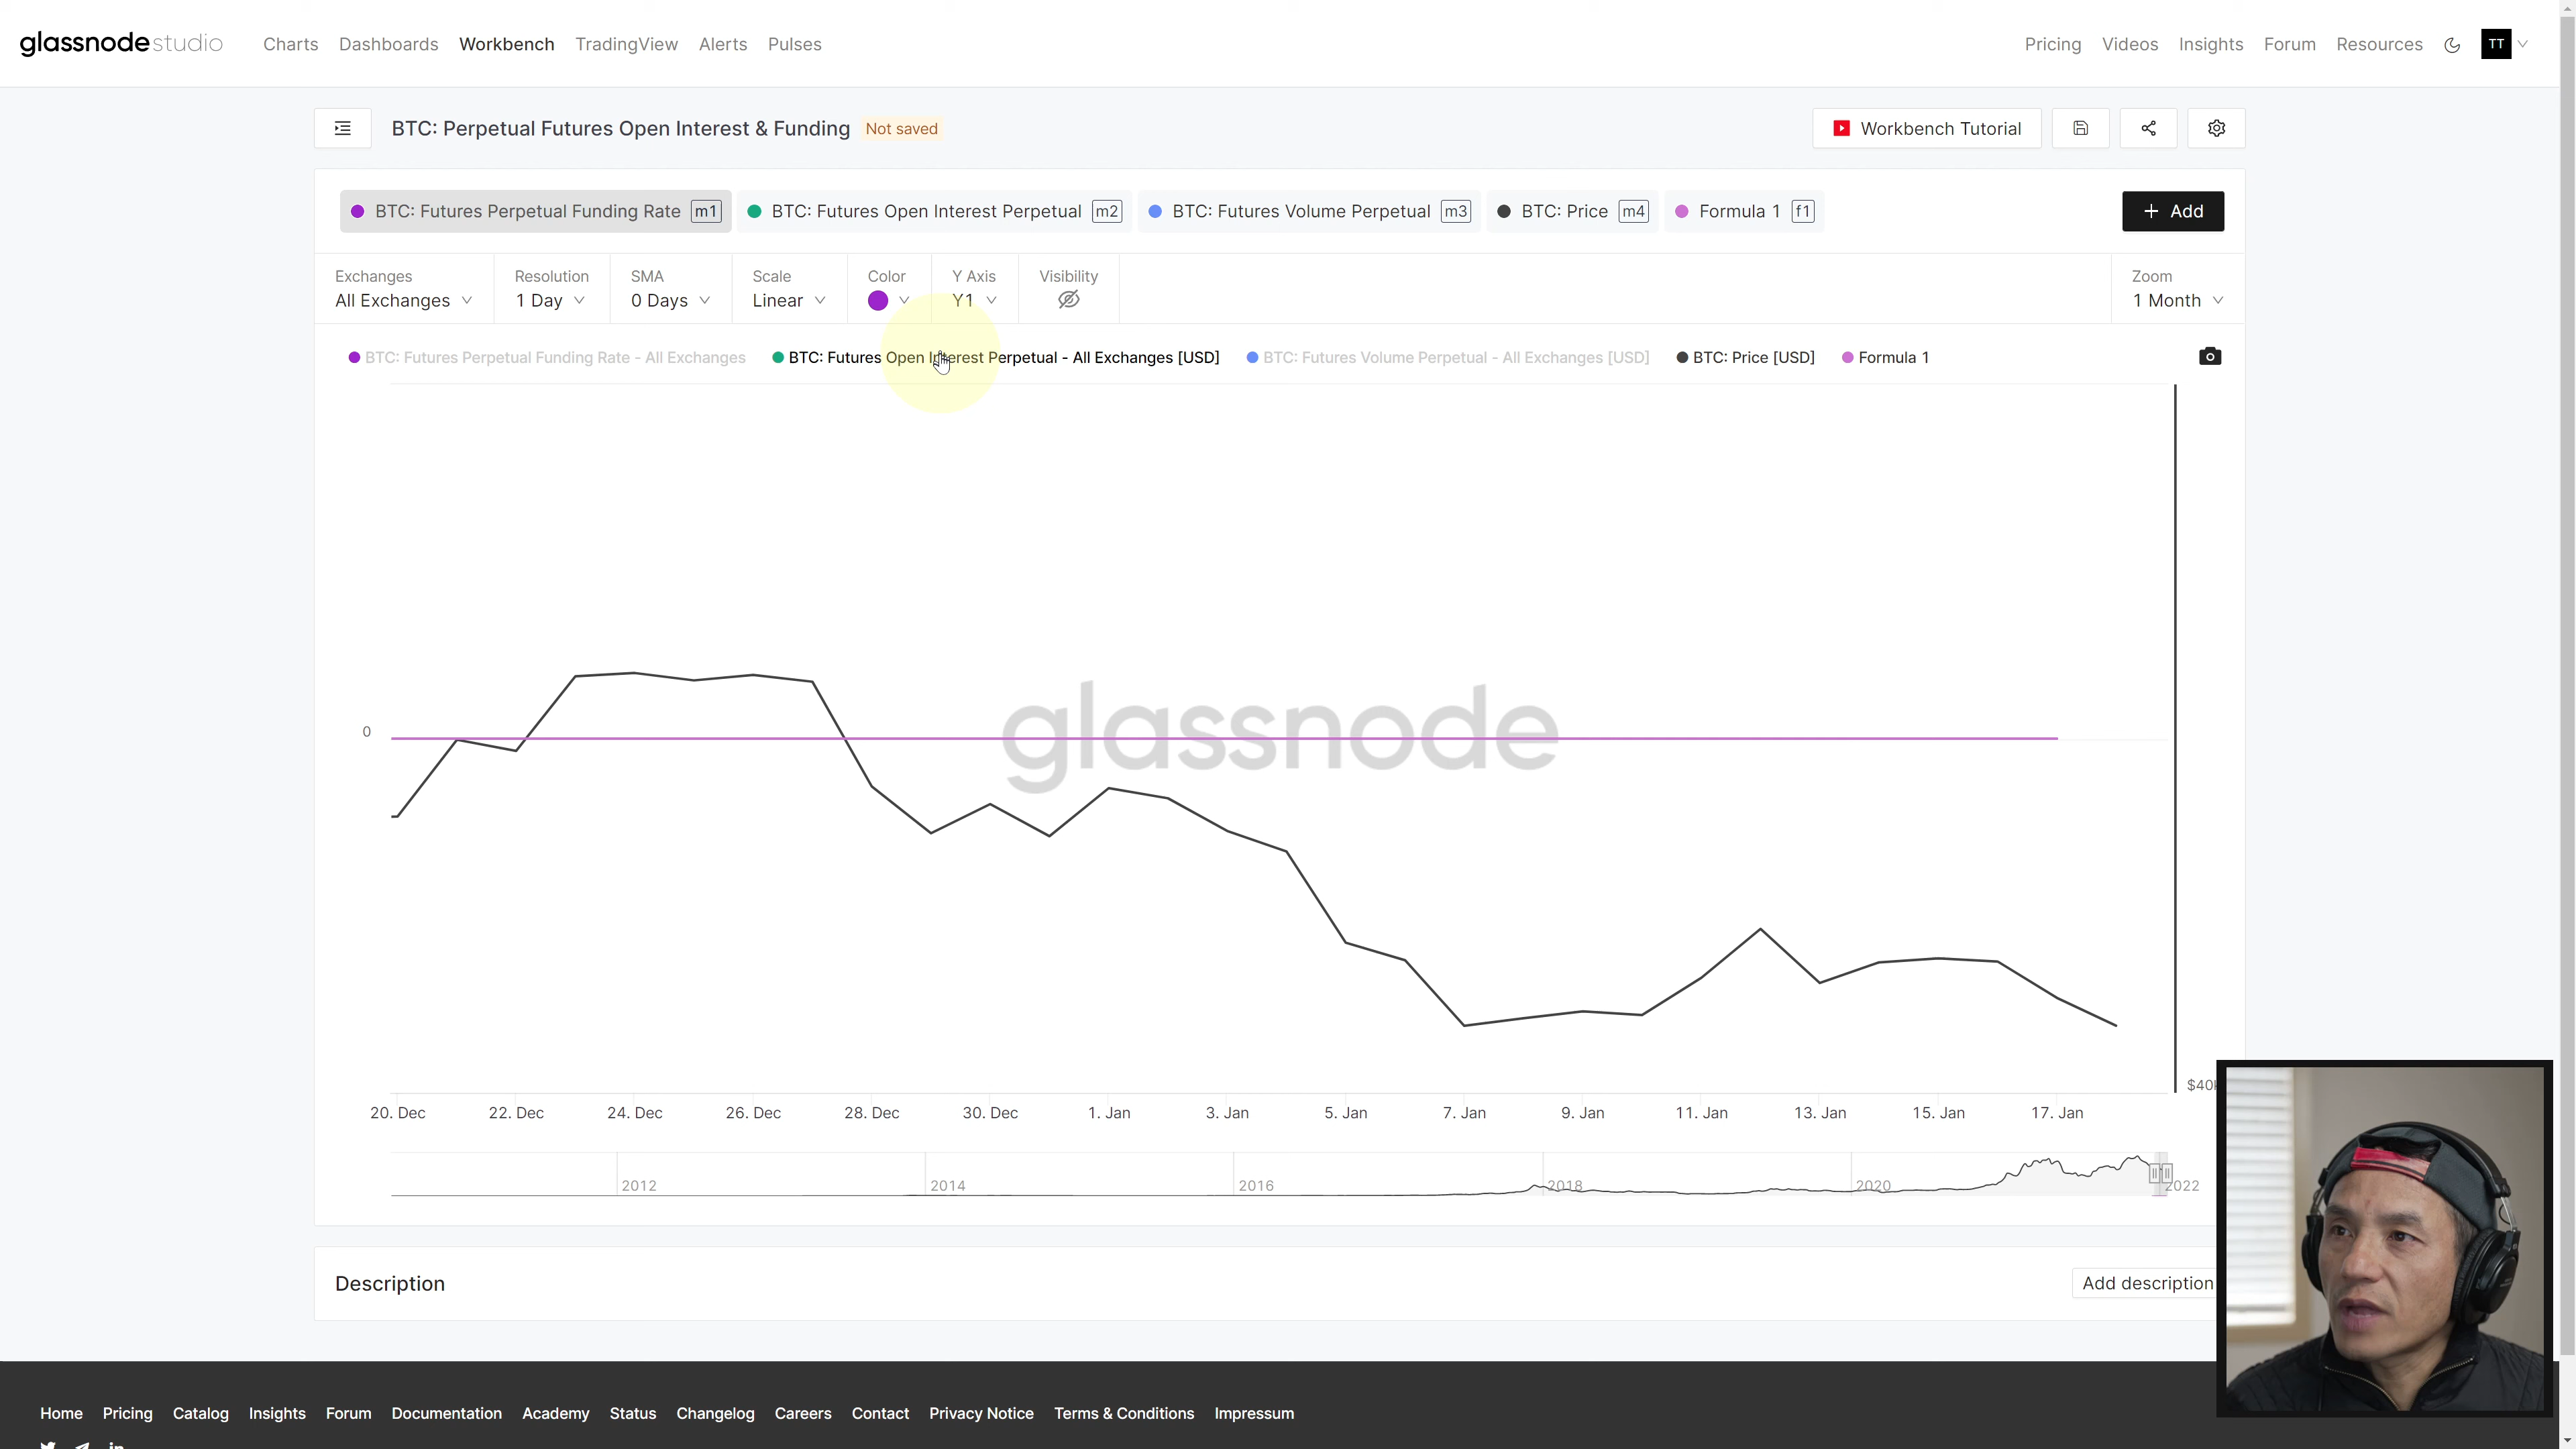 glassnodestudio Charts Dashboards Workbench TradingView Alerts Pulses Pricing Videos Insights Forum Resources TT
BTC: Perpetual Futures Open Interest & Funding Not saved Workbench Tutorial
BTC: Futures Perpetual Funding Rate m1 BTC: Futures Open Interest Perpetual m2 BTC: Futures Volume Perpetual m3 BTC: Price m4 Formula 1 f1 + Add
Exchanges Resolution SMA Scale Color Y Axis Visibility Zoom
All Exchanges 1 Day 0 Days Linear Y1 1 Month
BTC: Futures Perpetual Funding Rate - All Exchanges BTC: Futures Open Interest Perpetual - All Exchanges [USD] BTC: Futures Volume Perpetual - All Exchanges [USD] BTC: Price [USD] Formula 1
0
glassnode
$40
20. Dec 22. Dec 24. Dec 26. Dec 28. Dec 30. Dec 1. Jan 3. Jan 5. Jan 7. Jan 9. Jan 11. Jan 13. Jan 15. Jan 17. Jan
2012 2014 2016 2018 2020 2022
Description Add description
Home Pricing Catalog Insights Forum Documentation Academy Status Changelog Careers Contact Privacy Notice Terms & Conditions Impressum